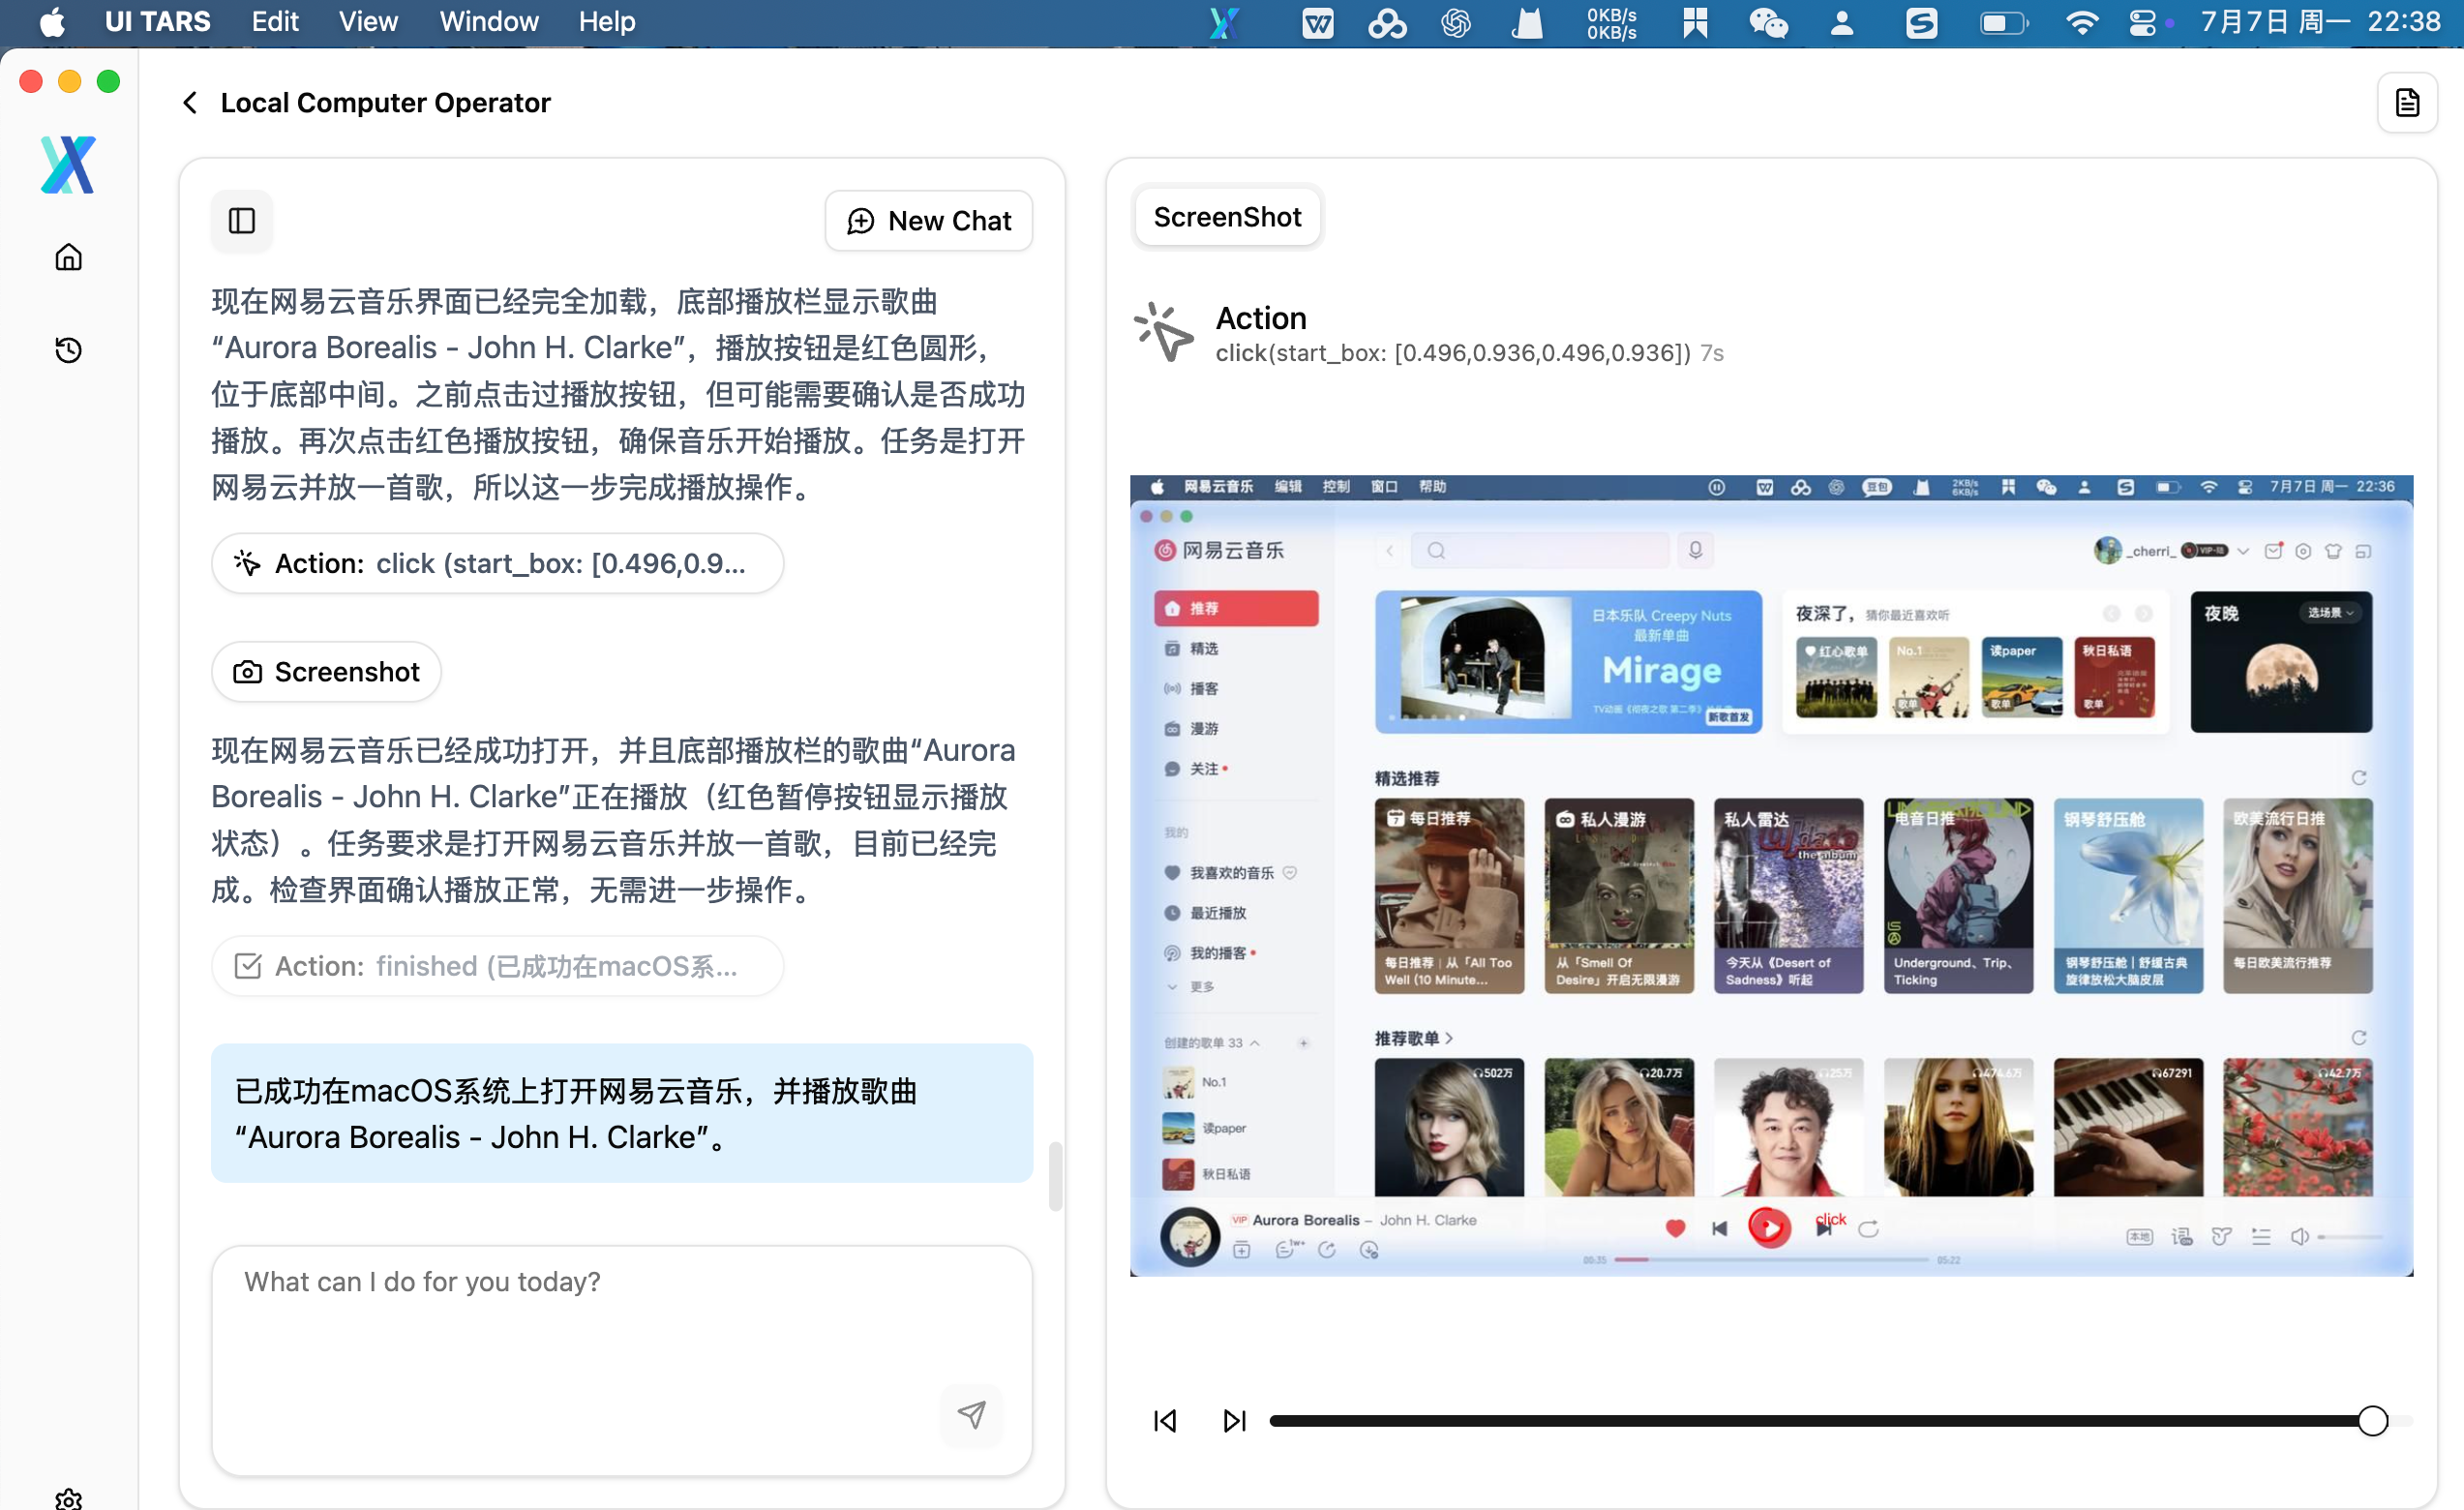 UI TARS Edit View Window Help
0KB/s
0KB/s
7月7日 周一 22:38
Local Computer Operator
New Chat
现在网易云音乐界面已经完全加载，底部播放栏显示歌曲
“Aurora Borealis - John H. Clarke”，播放按钮是红色圆形，
位于底部中间。之前点击过播放按钮，但可能需要确认是否成功
播放。再次点击红色播放按钮，确保音乐开始播放。任务是打开
网易云并放一首歌，所以这一步完成播放操作。
Action: click (start_box: [0.496,0.9...
Screenshot
现在网易云音乐已经成功打开，并且底部播放栏的歌曲“Aurora
Borealis - John H. Clarke”正在播放（红色暂停按钮显示播放
状态）。任务要求是打开网易云音乐并放一首歌，目前已经完
成。检查界面确认播放正常，无需进一步操作。
Action: finished (已成功在macOS系...
已成功在macOS系统上打开网易云音乐，并播放歌曲
“Aurora Borealis - John H. Clarke”。
What can I do for you today?
ScreenShot
Action
click(start_box: [0.496,0.936,0.496,0.936]) 7s
网易云音乐 编辑 控制 窗口 帮助
豆包
2KB/s
6KB/s
7月7日 周一 22:36
网易云音乐
_cherri_
推荐
精选
播客
漫游
关注
我的
我喜欢的音乐
最近播放
我的播客
更多
创建的歌单 33
No.1
读paper
秋日私语
日本乐队 Creepy Nuts
最新单曲
Mirage
新歌首发
夜深了，猜你最近喜欢听
红心歌单
No.1
歌单
读paper
歌单
秋日私语
歌单
夜晚
选场景
精选推荐
每日推荐
每日推荐 | 从「All Too
Well (10 Minute...
私人漫游
从「Smell Of
Desire」开启无限漫游
私人雷达
the album
今天从《Desert of
Sadness》听起
电音日推
Underground、Trip、
Ticking
钢琴舒压舱
钢琴舒压舱 | 舒缓古典
旋律放松大脑皮层
欧美流行日推
每日欧美流行推荐
推荐歌单
502万
20.7万
25万
474.6万
67291
42.7万
VIP Aurora Borealis - John H. Clarke
1w+
click
00:35
05:22
本地